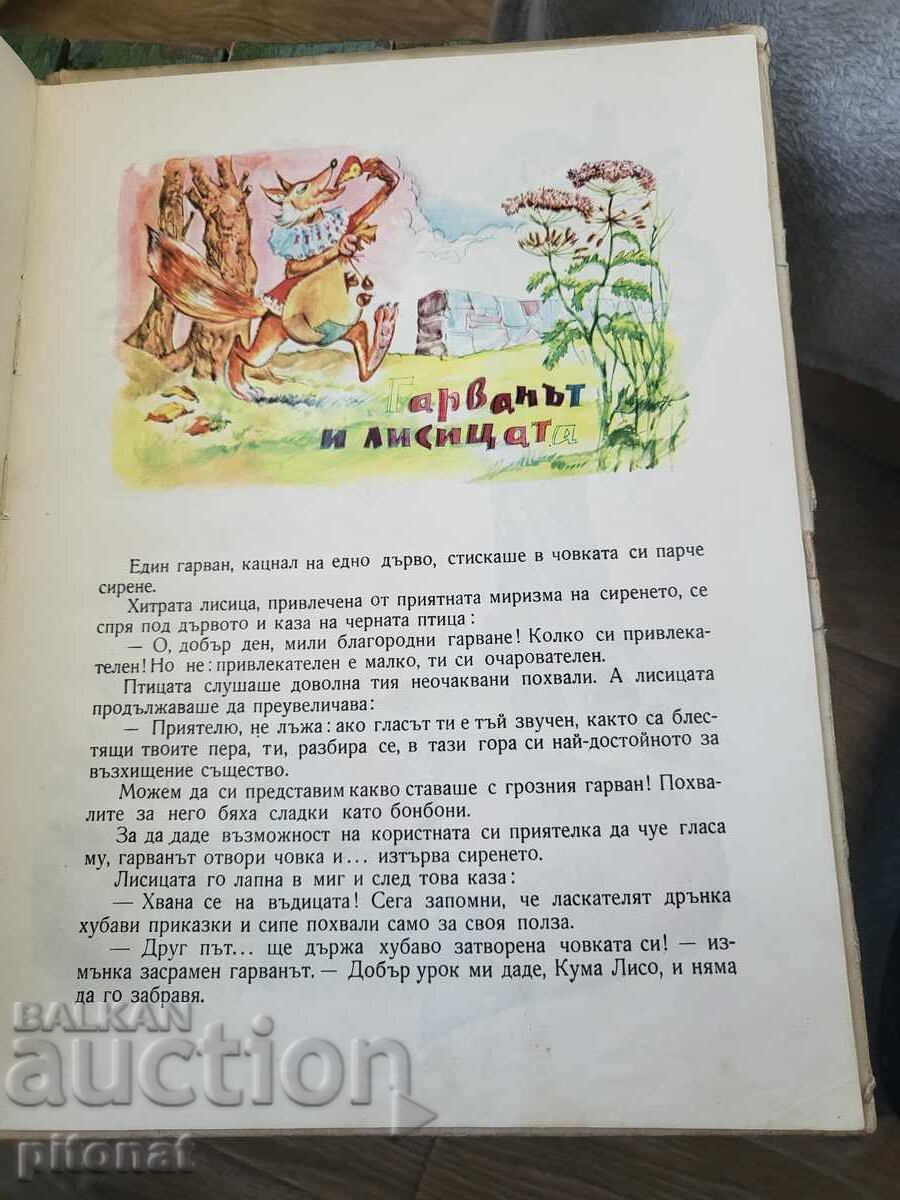 Гарванът
и лисицата
Един гарван, кацнал на едно дърво, стискаше в човката си парче
сирене.
Хитрата лисица, привлечена от приятната миризма на сиренето, се
спря под дървото и каза на черната птица:
— О, добър ден, мили благородни гарване! Колко си привлека-
телен! Но не: привлекателен е малко, ти си очарователен.
Птицата слушаше доволна тия неочаквани похвали. А лисицата
продължаваше да преувеличава:
— Приятелю, не лъжа: ако гласът ти е тъй звучен, както са блес-
тящи твоите пера, ти, разбира се, в тази гора си най-достойното за
възхищение същество.
Можем да си представим какво ставаше с грозния гарван! Похва-
лите за него бяха сладки като бонбони.
За да даде възможност на користната си приятелка да чуе гласа
му, гарванът отвори човка и... изтърва сиренето.
Лисицата го лапна в миг и след това каза:
— Хвана се на въдицата! Сега запомни, че ласкателят дрънка
хубави приказки и сипе похвали само за своя полза.
— Друг път... ще държа хубаво затворена човката си! — из-
мънка засрамен гарванът. — Добър урок ми даде, Кума Лисо, и няма
да го забравя.
BALKAN
auction
pitonat